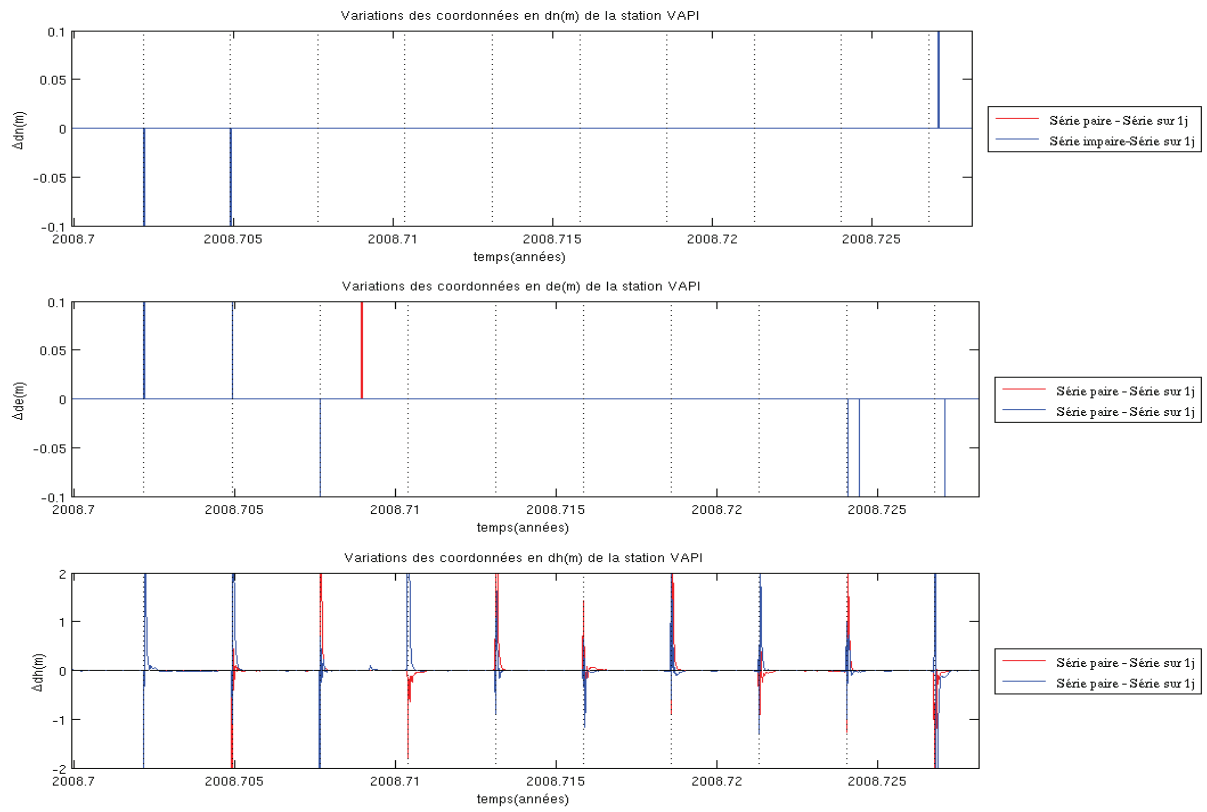 Variations des coordonnées en dn(m) de la station VAPI
0.1
0.05
0
-0.05
-0.1
Δdn(m)
2008.7 2008.705 2008.71 2008.715 2008.72 2008.725
temps(années)
Série paire - Série sur 1j
Série impaire-Série sur 1j
Variations des coordonnées en de(m) de la station VAPI
0.1
0.05
0
-0.05
-0.1
Δde(m)
2008.7 2008.705 2008.71 2008.715 2008.72 2008.725
temps(années)
Série paire - Série sur 1j
Série paire - Série sur 1j
Variations des coordonnées en dh(m) de la station VAPI
2
1
0
-1
-2
Δdh(m)
2008.7 2008.705 2008.71 2008.715 2008.72 2008.725
temps(années)
Série paire - Série sur 1j
Série paire - Série sur 1j